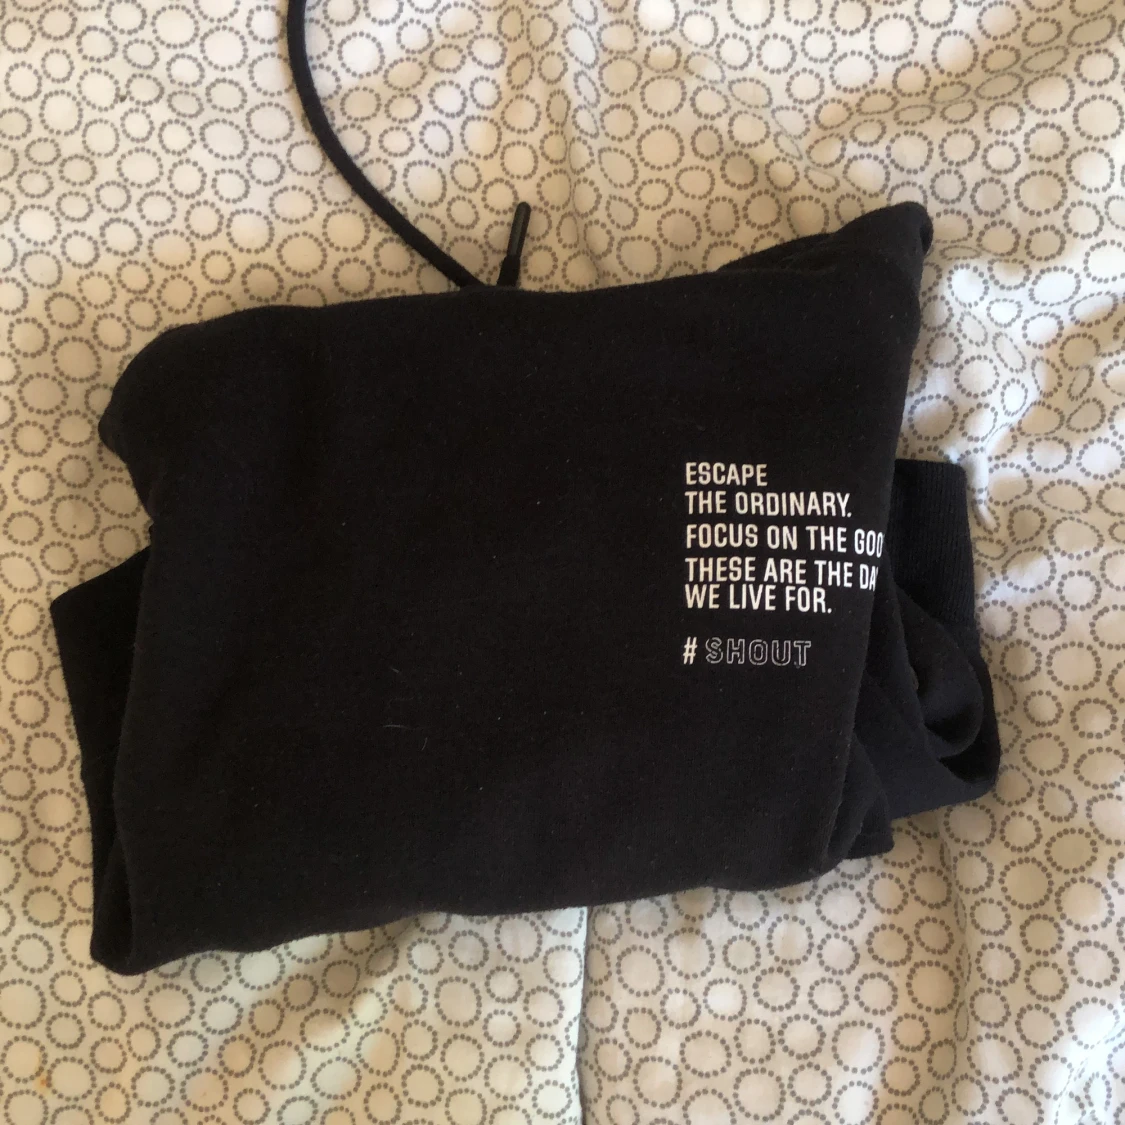 ESCAPE
THE ORDINARY.
FOCUS ON THE
THESE ARE THE
WE LIVE FOR.
# SHOUT